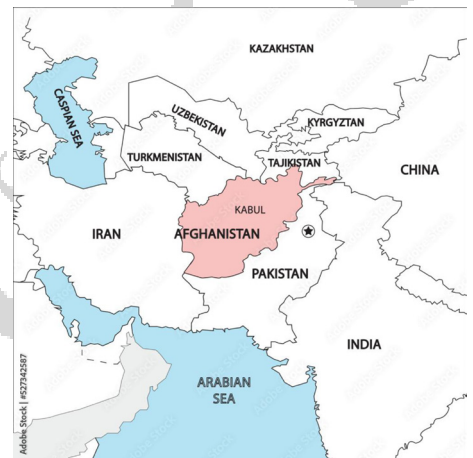 KAZAKHSTAN
CASPIAN SEA
UZBEKISTAN
KYRGYZTAN
TURKMENISTAN
TAJIKISTAN
CHINA
KABUL
IRAN
AFGHANISTAN
PAKISTAN
INDIA
ARABIAN
SEA
Adobe Stock | #527342587